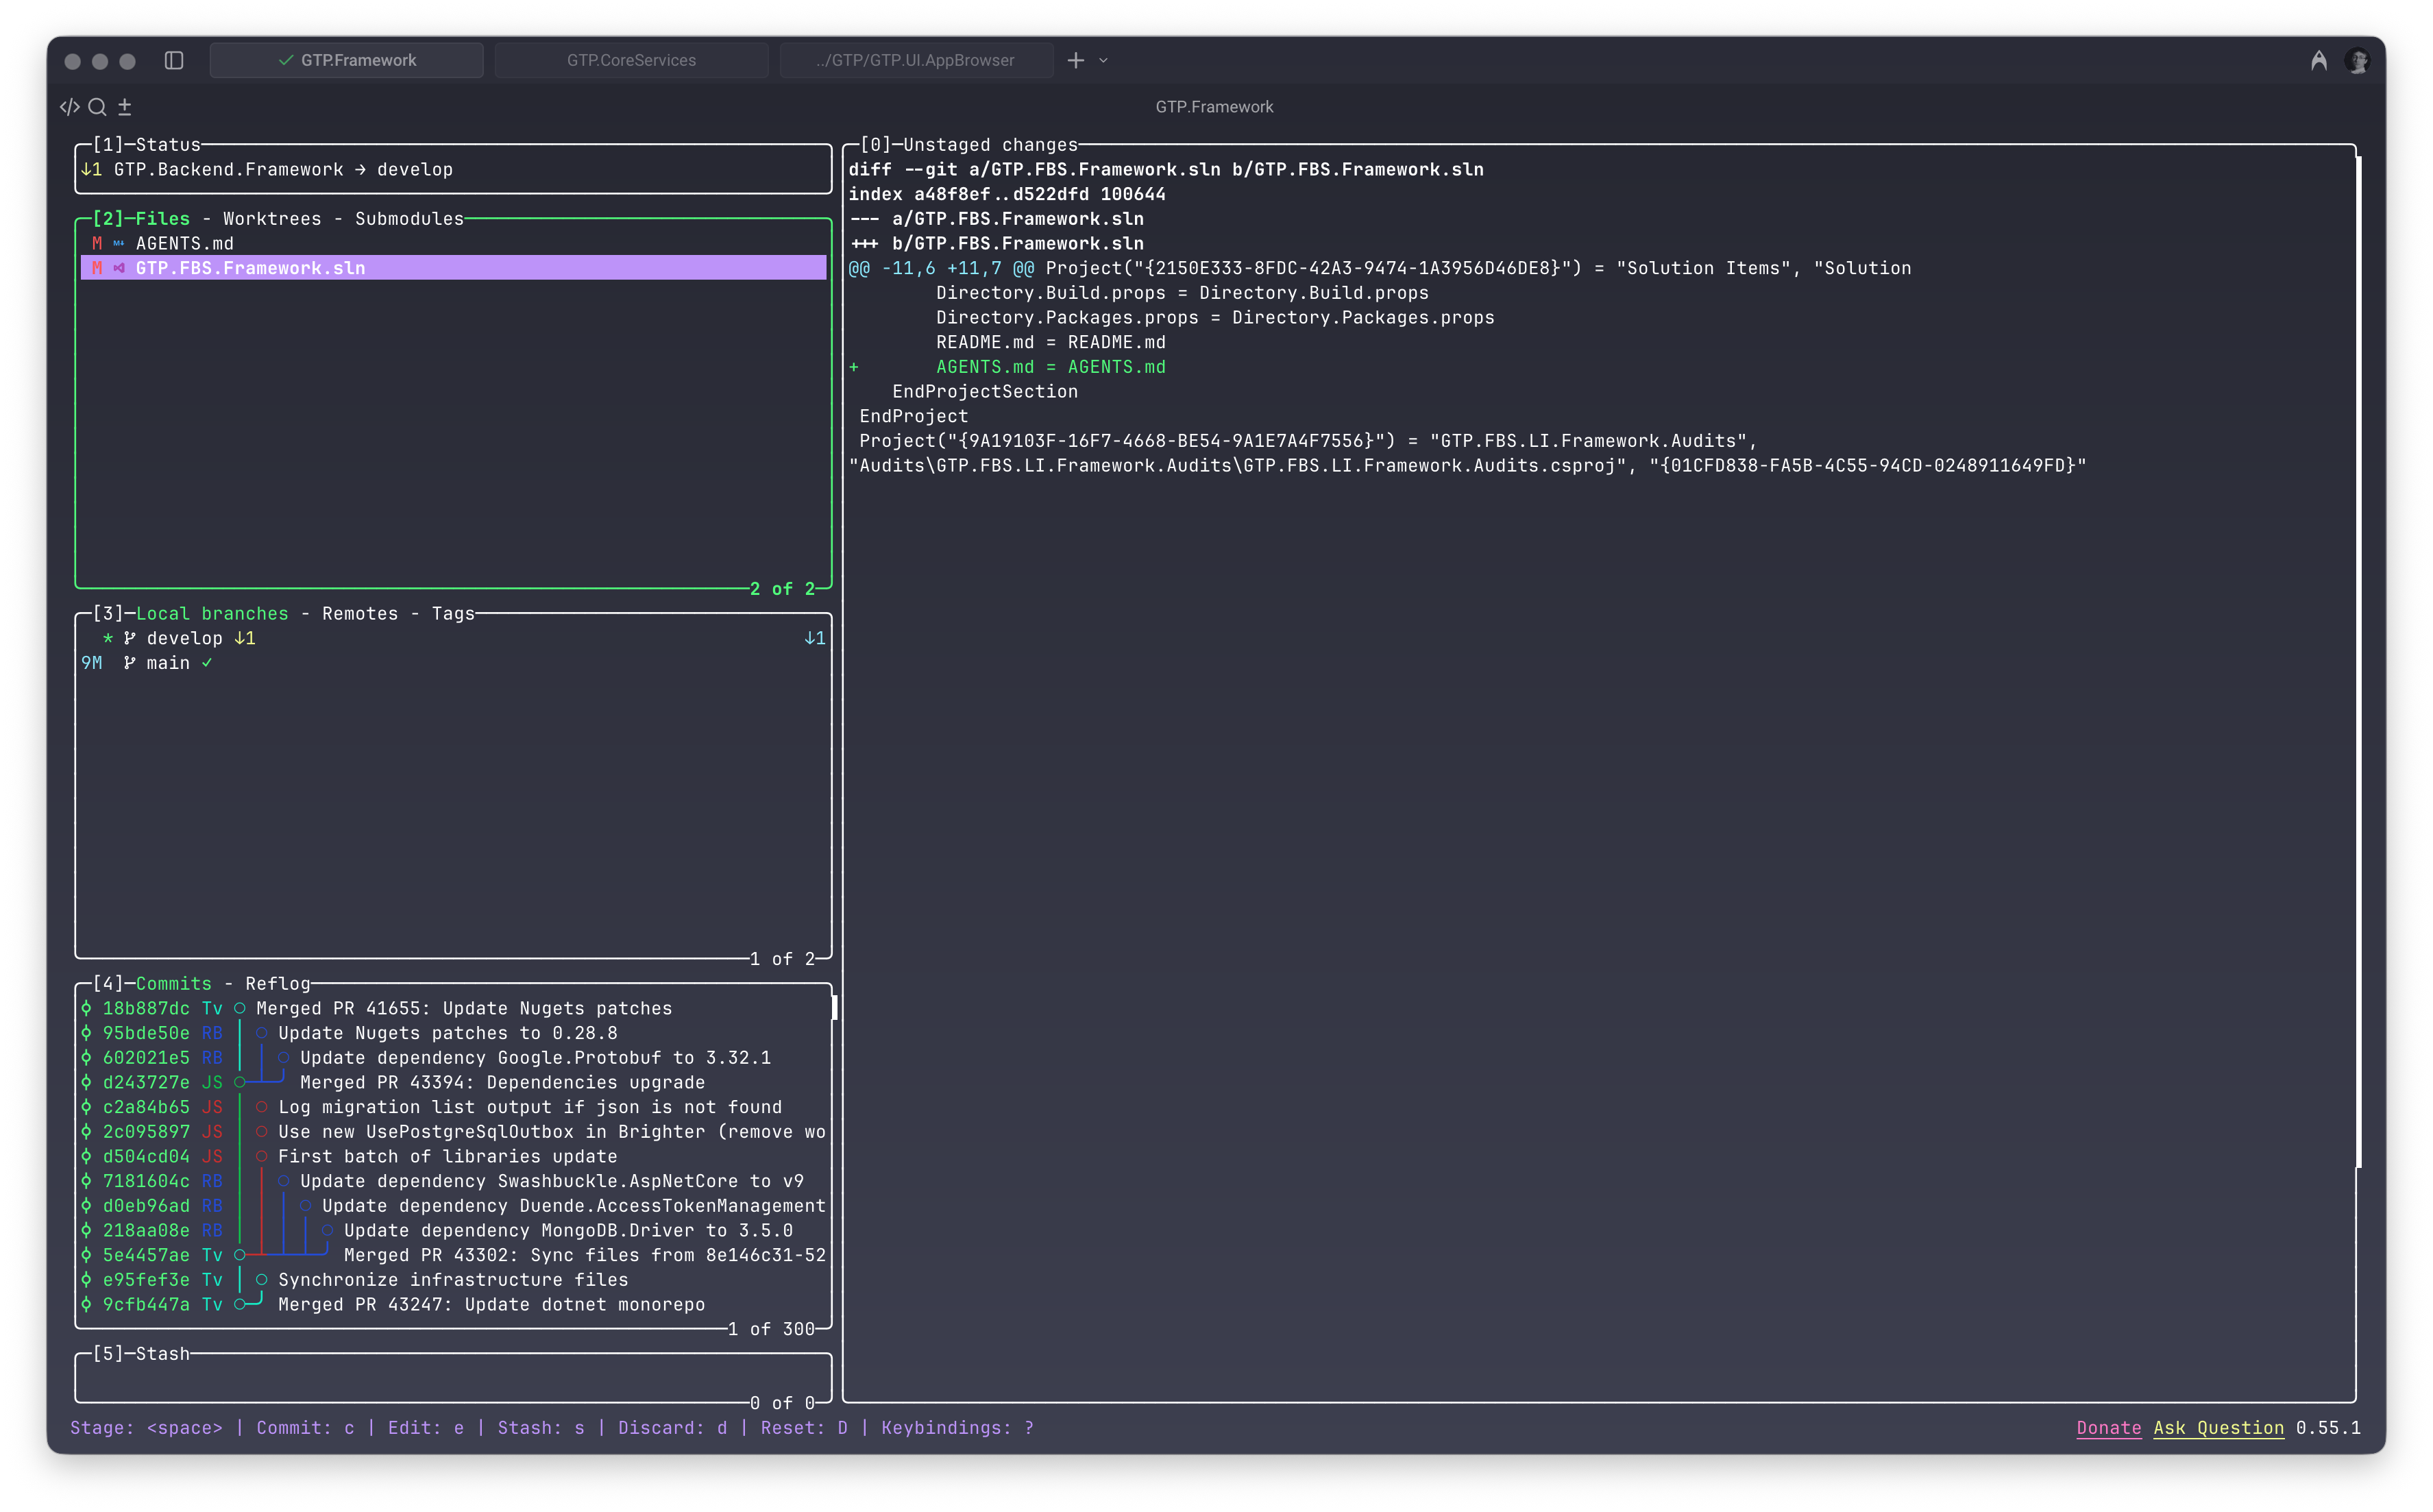 GTP.Framework
GTP.CoreServices
../GTP/GTP.UI.AppBrowser
GTP.Framework
[1]─Status
↓1 GTP.Backend.Framework → develop
[2]─Files - Worktrees - Submodules
M AGENTS.md
M GTP.FBS.Framework.sln
2 of 2
[3]─Local branches - Remotes - Tags
* develop ↓1 ↓1
9M main ✓
1 of 2
[4]─Commits - Reflog
18b887dc Tv Merged PR 41655: Update Nugets patches
95bde50e RB Update Nugets patches to 0.28.8
602021e5 RB Update dependency Google.Protobuf to 3.32.1
d243727e JS Merged PR 43394: Dependencies upgrade
c2a84b65 JS Log migration list output if json is not found
2c095897 JS Use new UsePostgreSqlOutbox in Brighter (remove wo
d504cd04 JS First batch of libraries update
7181604c RB Update dependency Swashbuckle.AspNetCore to v9
d0eb96ad RB Update dependency Duende.AccessTokenManagement
218aa08e RB Update dependency MongoDB.Driver to 3.5.0
5e4457ae Tv Merged PR 43302: Sync files from 8e146c31-52
e95fef3e Tv Synchronize infrastructure files
9cfb447a Tv Merged PR 43247: Update dotnet monorepo
1 of 300
[5]─Stash
0 of 0
[0]─Unstaged changes
diff --git a/GTP.FBS.Framework.sln b/GTP.FBS.Framework.sln
index a48f8ef..d522dfd 100644
--- a/GTP.FBS.Framework.sln
+++ b/GTP.FBS.Framework.sln
@@ -11,6 +11,7 @@ Project("{2150E333-8FDC-42A3-9474-1A3956D46DE8}") = "Solution Items", "Solution
Directory.Build.props = Directory.Build.props
Directory.Packages.props = Directory.Packages.props
README.md = README.md
+ AGENTS.md = AGENTS.md
EndProjectSection
EndProject
Project("{9A19103F-16F7-4668-BE54-9A1E7A4F7556}") = "GTP.FBS.LI.Framework.Audits",
"Audits\GTP.FBS.LI.Framework.Audits\GTP.FBS.LI.Framework.Audits.csproj", "{01CFD838-FA5B-4C55-94CD-0248911649FD}"
Stage: <space> | Commit: c | Edit: e | Stash: s | Discard: d | Reset: D | Keybindings: ?
Donate Ask Question 0.55.1